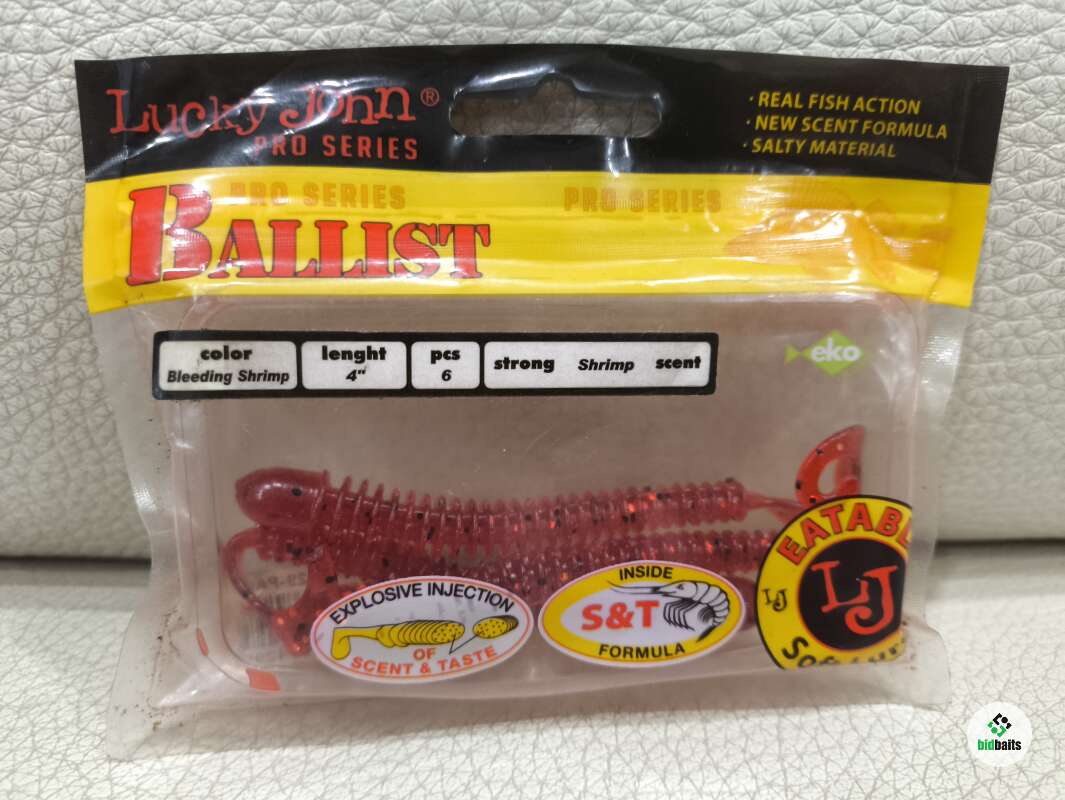 Lucky John®
PRO SERIES
· REAL FISH ACTION
· NEW SCENT FORMULA
· SALTY MATERIAL
PRO SERIES PRO SERIES
BALLIST
color
Bleeding Shrimp
lenght
4"
pcs
6
strong Shrimp scent
eko
EXPLOSIVE INJECTION
OF
SCENT & TASTE
INSIDE
S&T
FORMULA
EATABLE
LJ
LJ
bidbaits